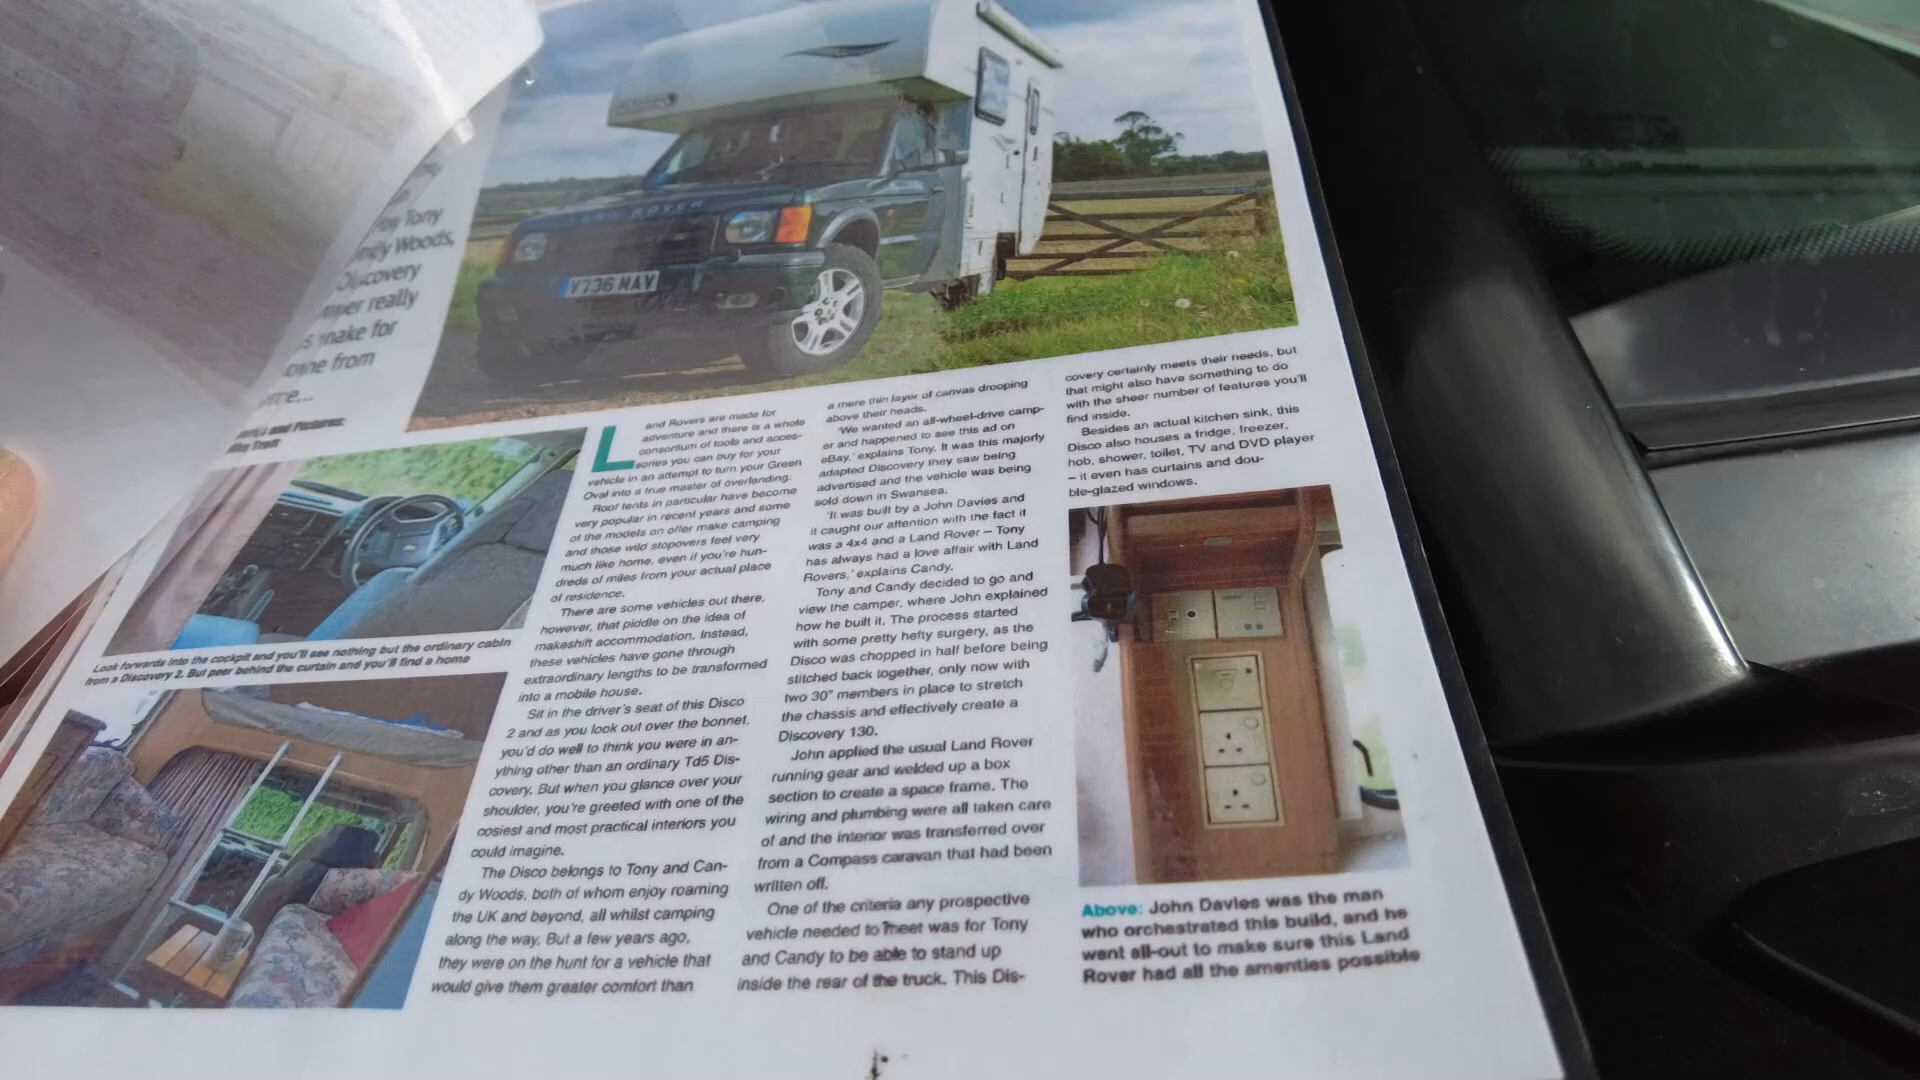 Tony
Woods,
Discovery
really
make for
from
and Pictures:
Tratt
LAND ROVER
V736 MAV
Look forwards into the cockpit and you'll see nothing but the ordinary cabin
from a Discovery 2. But peer behind the curtain and you'll find a home
Land Rovers are made for
adventure and there is a whole
consortium of tools and acces-
sories you can buy for your
vehicle in an attempt to turn your Green
Oval into a true master of overlanding.
Roof tents in particular have become
very popular in recent years and some
of the models on offer make camping
and those wild stopovers feel very
much like home, even if you're hun-
dreds of miles from your actual place
of residence.
There are some vehicles out there,
however, that piddle on the idea of
makeshift accommodation. Instead,
these vehicles have gone through
extraordinary lengths to be transformed
into a mobile house.
Sit in the driver's seat of this Disco
2 and as you look out over the bonnet,
you'd do well to think you were in an-
ything other than an ordinary Td5 Dis-
covery. But when you glance over your
shoulder, you're greeted with one of the
cosiest and most practical interiors you
could imagine.
The Disco belongs to Tony and Can-
dy Woods, both of whom enjoy roaming
the UK and beyond, all whilst camping
along the way. But a few years ago,
they were on the hunt for a vehicle that
would give them greater comfort than
a mere thin layer of canvas drooping
above their heads.
'We wanted an all-wheel-drive camp-
er and happened to see this ad on
eBay,' explains Tony. It was this majorly
adapted Discovery they saw being
advertised and the vehicle was being
sold down in Swansea.
'It was built by a John Davies and
it caught our attention with the fact it
was a 4x4 and a Land Rover – Tony
has always had a love affair with Land
Rovers,' explains Candy.
Tony and Candy decided to go and
view the camper, where John explained
how he built it. The process started
with some pretty hefty surgery, as the
Disco was chopped in half before being
stitched back together, only now with
two 30" members in place to stretch
the chassis and effectively create a
Discovery 130.
John applied the usual Land Rover
running gear and welded up a box
section to create a space frame. The
wiring and plumbing were all taken care
of and the interior was transferred over
from a Compass caravan that had been
written off.
One of the criteria any prospective
vehicle needed to meet was for Tony
and Candy to be able to stand up
inside the rear of the truck. This Dis-
covery certainly meets their needs, but
that might also have something to do
with the sheer number of features you'll
find inside.
Besides an actual kitchen sink, this
Disco also houses a fridge, freezer,
hob, shower, toilet, TV and DVD player
– it even has curtains and dou-
ble-glazed windows.
Above: John Davies was the man
who orchestrated this build, and he
went all-out to make sure this Land
Rover had all the amenties possible